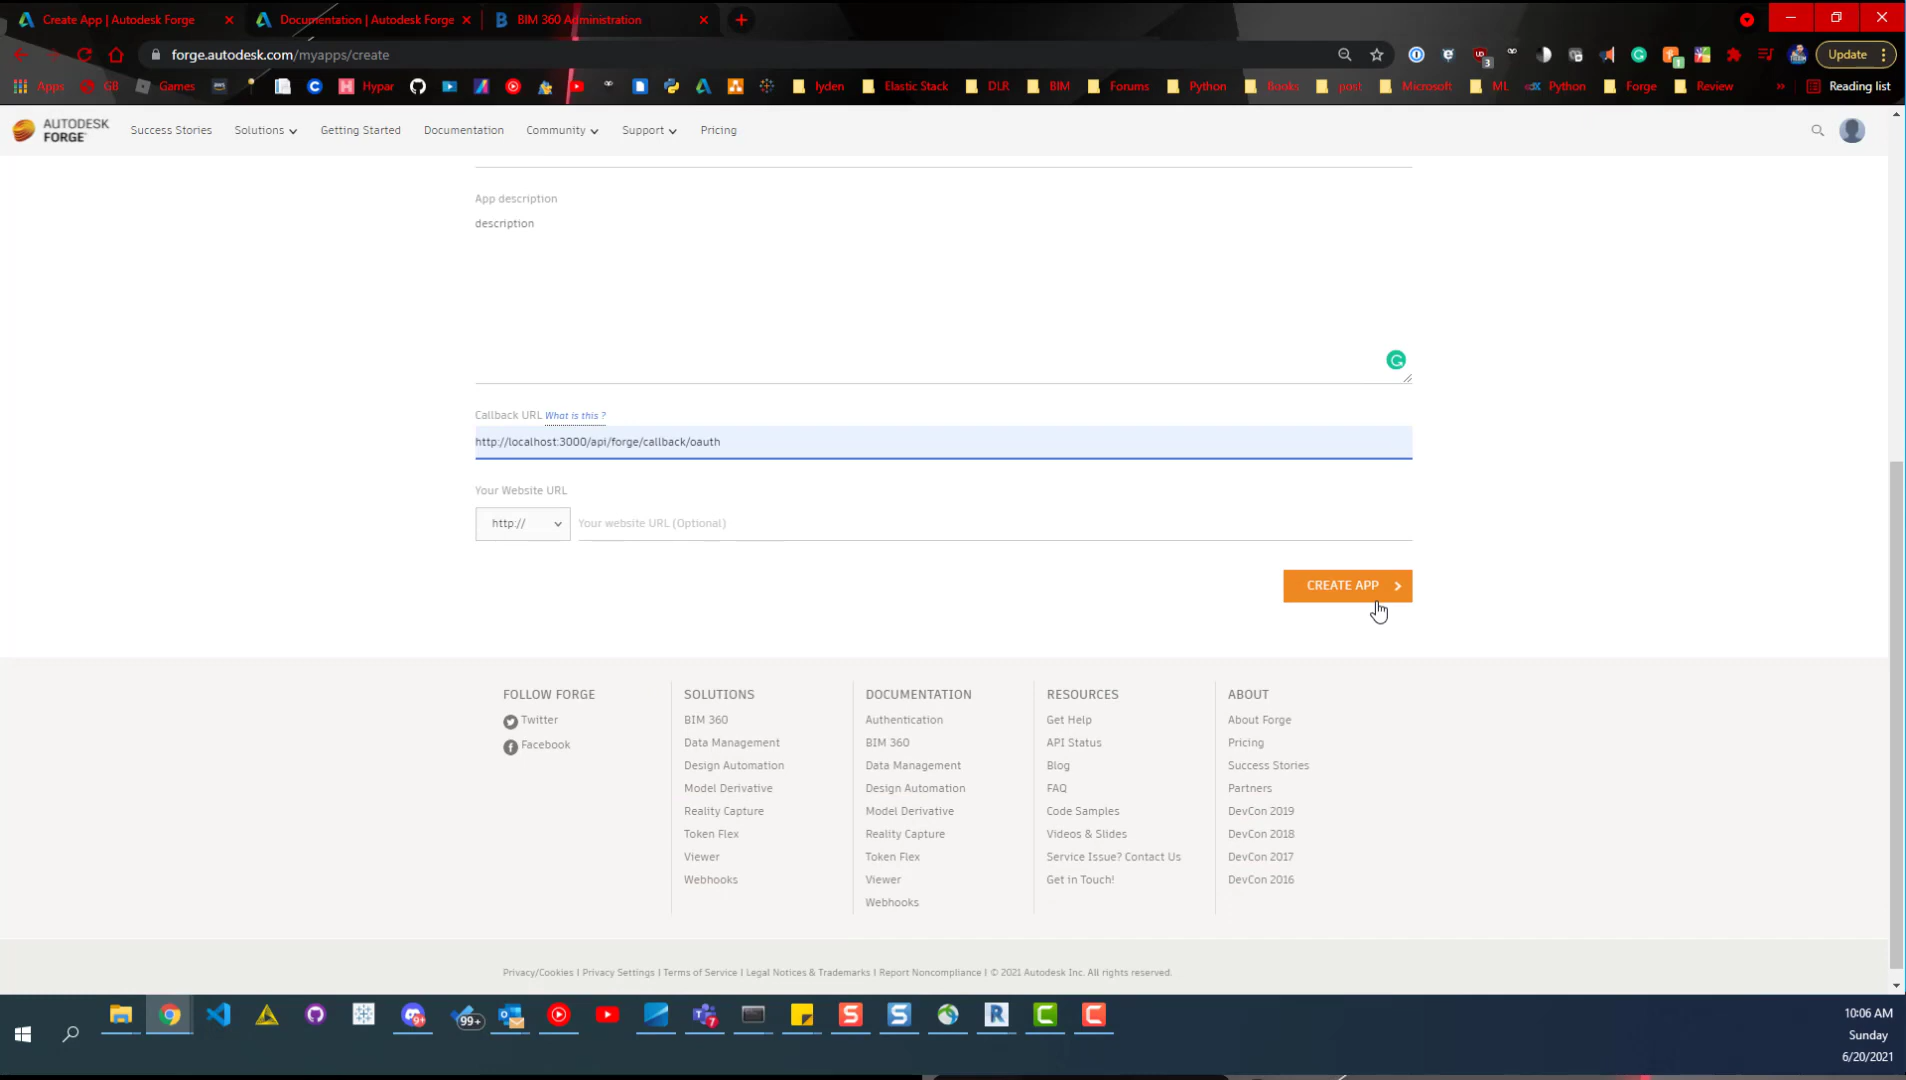 Create App | Autodesk Forge
Documentation | Autodesk Forge
BIM 360 Administration
forge.autodesk.com/myapps/create
Update
Apps
GB
Games
Hypar
lyden
Elastic Stack
DLR
BIM
Forums
Python
Books
post
Microsoft
ML
Python
Forge
Review
»
Reading list
AUTODESK
FORGE
Success Stories
Solutions
Getting Started
Documentation
Community
Support
Pricing
App description
description
Callback URL What is this ?
http://localhost:3000/api/forge/callback/oauth
Your Website URL
http://
Your website URL (Optional)
CREATE APP
FOLLOW FORGE
Twitter
Facebook
SOLUTIONS
BIM 360
Data Management
Design Automation
Model Derivative
Reality Capture
Token Flex
Viewer
Webhooks
DOCUMENTATION
Authentication
BIM 360
Data Management
Design Automation
Model Derivative
Reality Capture
Token Flex
Viewer
Webhooks
RESOURCES
Get Help
API Status
Blog
FAQ
Code Samples
Videos & Slides
Service Issue? Contact Us
Get in Touch!
ABOUT
About Forge
Pricing
Success Stories
Partners
DevCon 2019
DevCon 2018
DevCon 2017
DevCon 2016
Privacy/Cookies | Privacy Settings | Terms of Service | Legal Notices & Trademarks | Report Noncompliance | © 2021 Autodesk Inc. All rights reserved.
9+
99+
7
10:06 AM
Sunday
6/20/2021